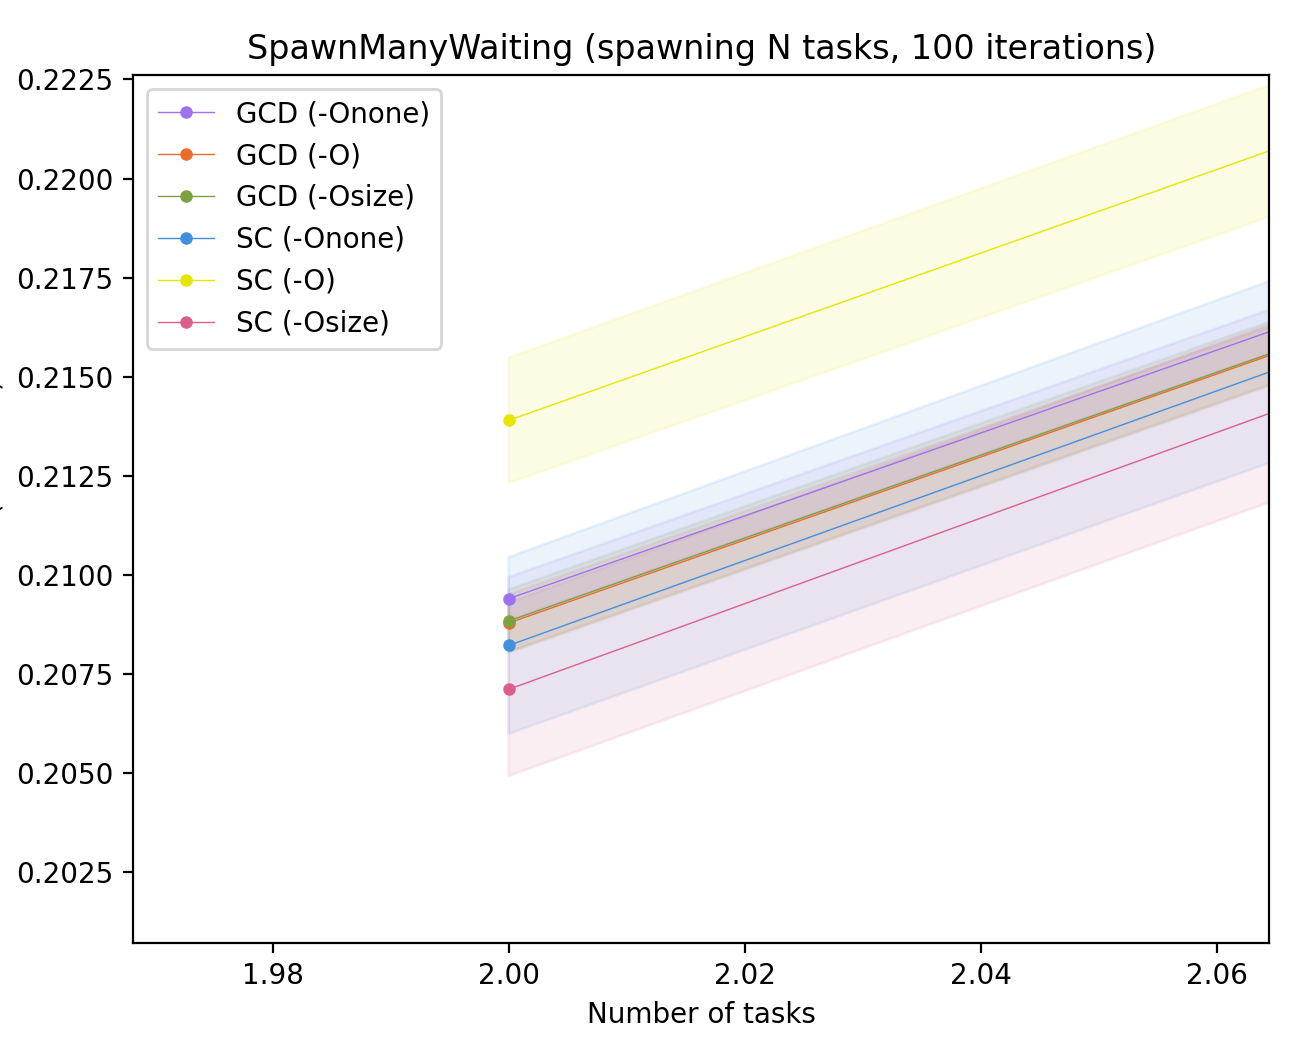 SpawnManyWaiting (spawning N tasks, 100 iterations)
0.2225
0.2200
0.2175
0.2150
0.2125
0.2100
0.2075
0.2050
0.2025
GCD (-Onone)
GCD (-O)
GCD (-Osize)
SC (-Onone)
SC (-O)
SC (-Osize)
1.98 2.00 2.02 2.04 2.06
Number of tasks